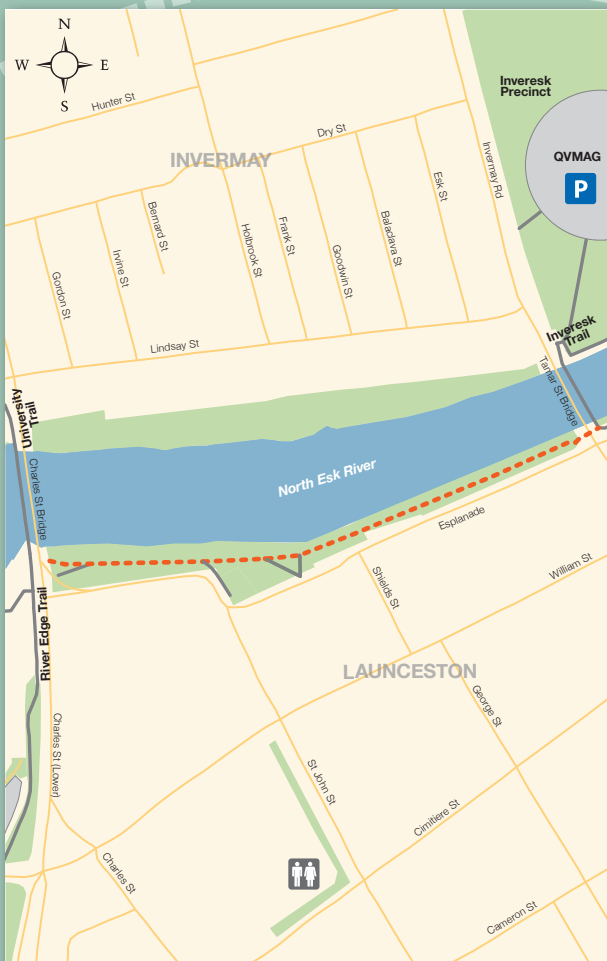 N
W
E
S
Hunter St
Inveresk
Precinct
INVERMAY
Dry St
QVMAG
P
Invermay Rd
Esk St
Bernard St
Balaclava St
Frank St
Holbrook St
Irvine St
Goodwin St
Gordon St
Lindsay St
Inveresk
Trail
Tamar St Bridge
University
Trail
Charles St Bridge
North Esk River
Esplanade
William St
Shields St
River Edge Trail
LAUNCESTON
George St
Charles St (Lower)
St John St
Cimitiere St
Charles St
Cameron St